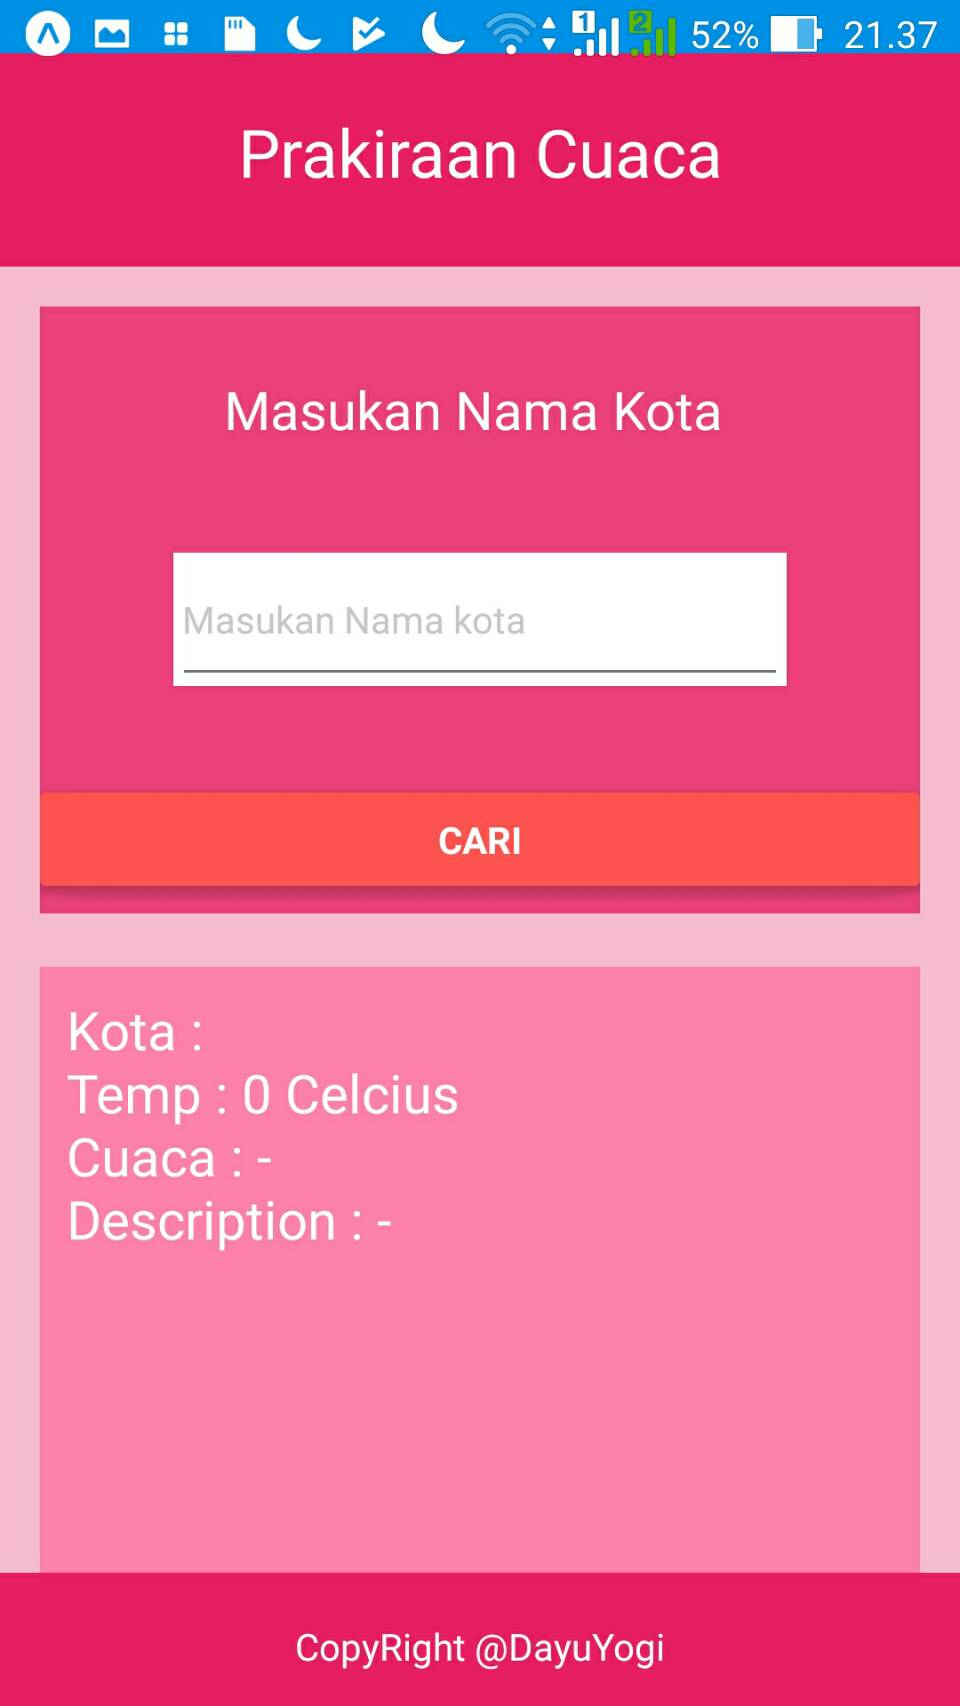 1 2 52% 21.37
Prakiraan Cuaca
Masukan Nama Kota
Masukan Nama kota
CARI
Kota :
Temp : 0 Celcius
Cuaca : -
Description : -
CopyRight @DayuYogi